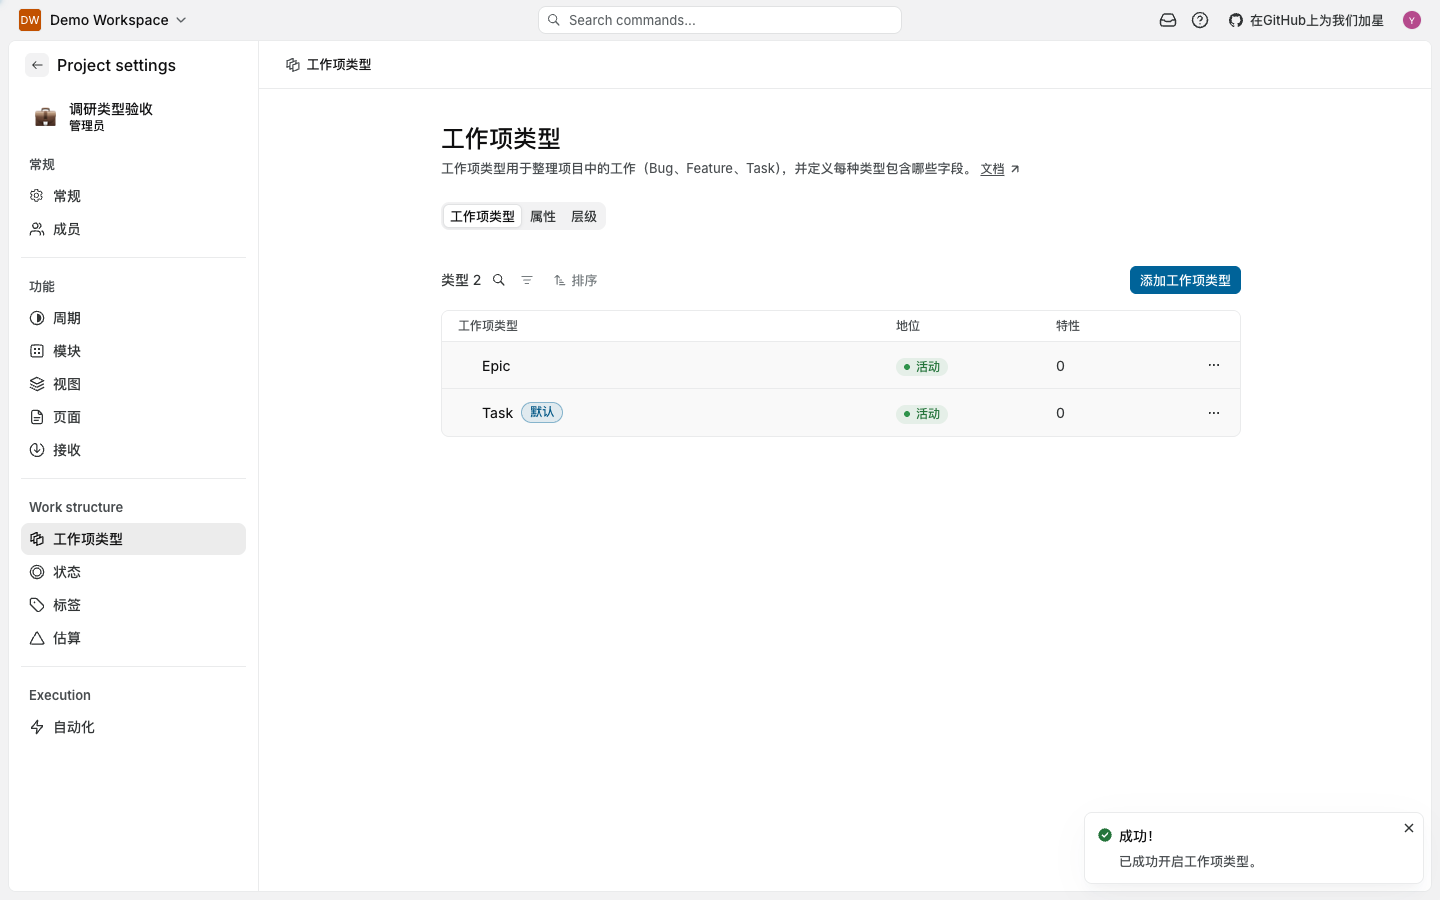 DW Demo Workspace
Search commands...
在GitHub上为我们加星
Y
Project settings
调研类型验收
管理员
常规
常规
成员
功能
周期
模块
视图
页面
接收
Work structure
工作项类型
状态
标签
估算
Execution
自动化
工作项类型
工作项类型
工作项类型用于整理项目中的工作（Bug、Feature、Task），并定义每种类型包含哪些字段。 文档
工作项类型 属性 层级
类型 2 排序 添加工作项类型
工作项类型 地位 特性
Epic 活动 0
Task 默认 活动 0
成功！
已成功开启工作项类型。